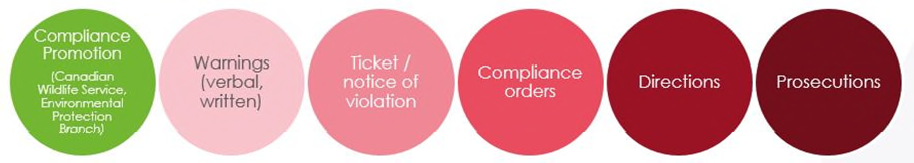 Compliance
Promotion
(Canadian
Wildlife Service,
Environmental
Protection
Branch)
Warnings
(verbal,
written)
Ticket /
notice of
violation
Compliance
orders
Directions
Prosecutions